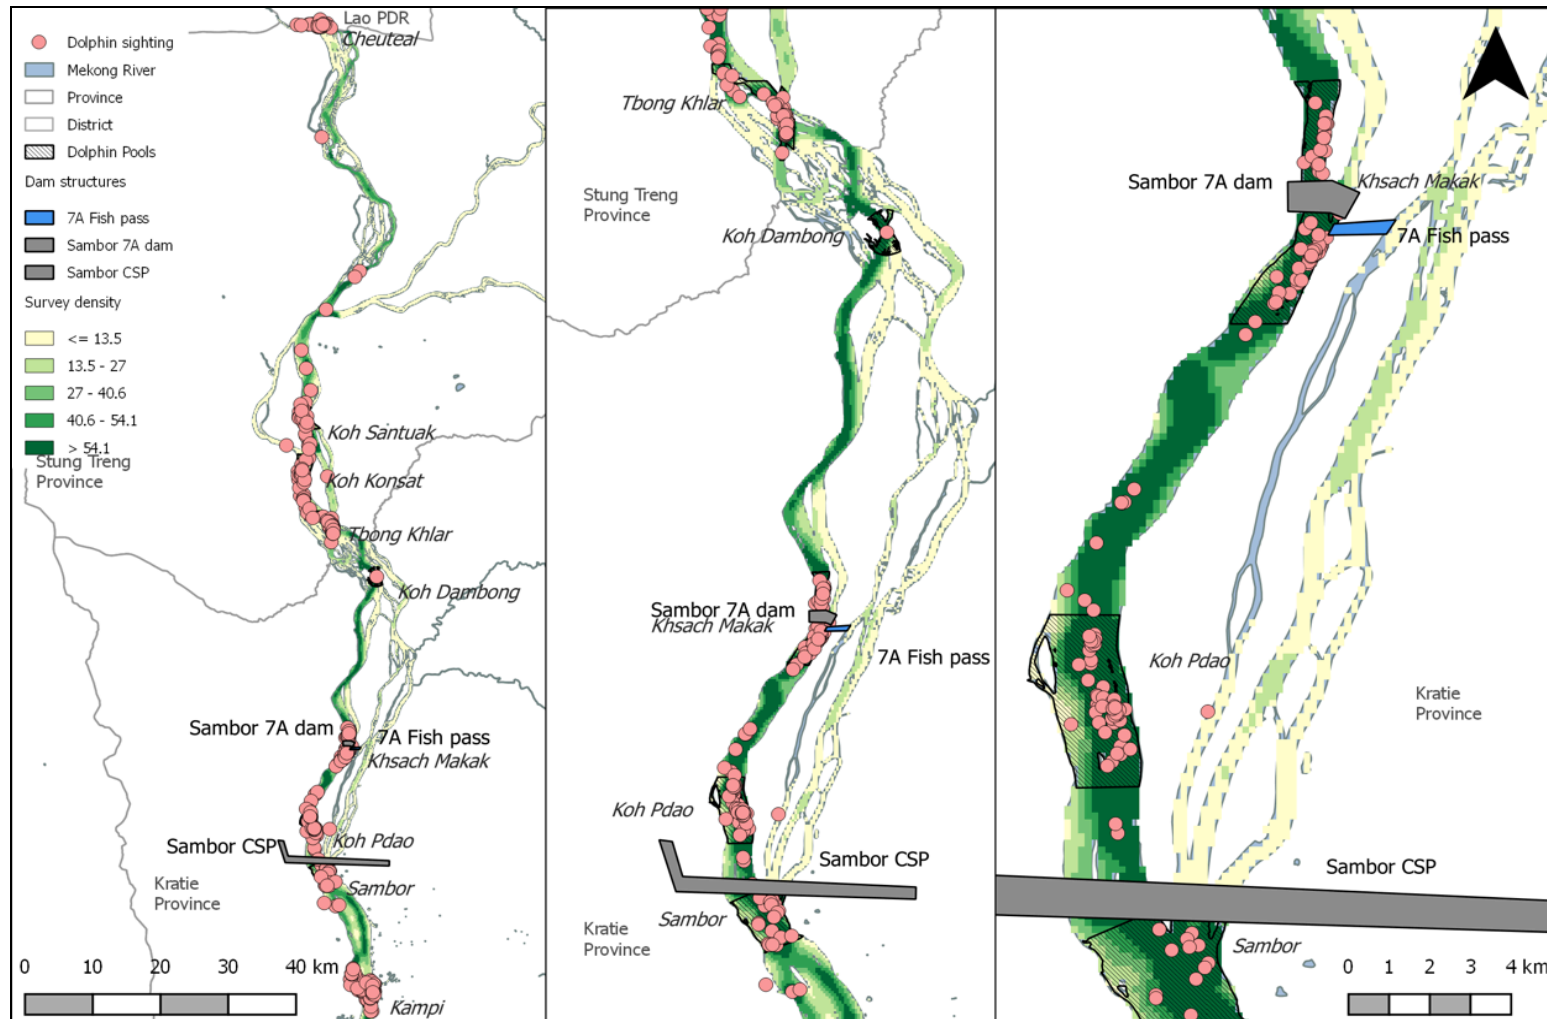 Lao PDR
Cheuteal
Dolphin sighting
Mekong River
Province
District
Dolphin Pools
Dam structures
7A Fish pass
Sambor 7A dam
Sambor CSP
Survey density
<= 13.5
13.5 - 27
27 - 40.6
40.6 - 54.1
> 54.1
Stung Treng
Province
Koh Santuak
Koh Konsat
Tbong Khlar
Koh Dambong
Sambor 7A dam
7A Fish pass
Khsach Makak
Sambor CSP
Koh Pdao
Kratie
Province
Sambor
0 10 20 30 40 km
Kampi
Tbong Khlar
Stung Treng
Province
Koh Dambong
Sambor 7A dam
Khsach Makak
7A Fish pass
Koh Pdao
Sambor CSP
Sambor
Kratie
Province
Sambor 7A dam
Khsach Makak
7A Fish pass
Koh Pdao
Kratie
Province
Sambor CSP
Sambor
0 1 2 3 4 km